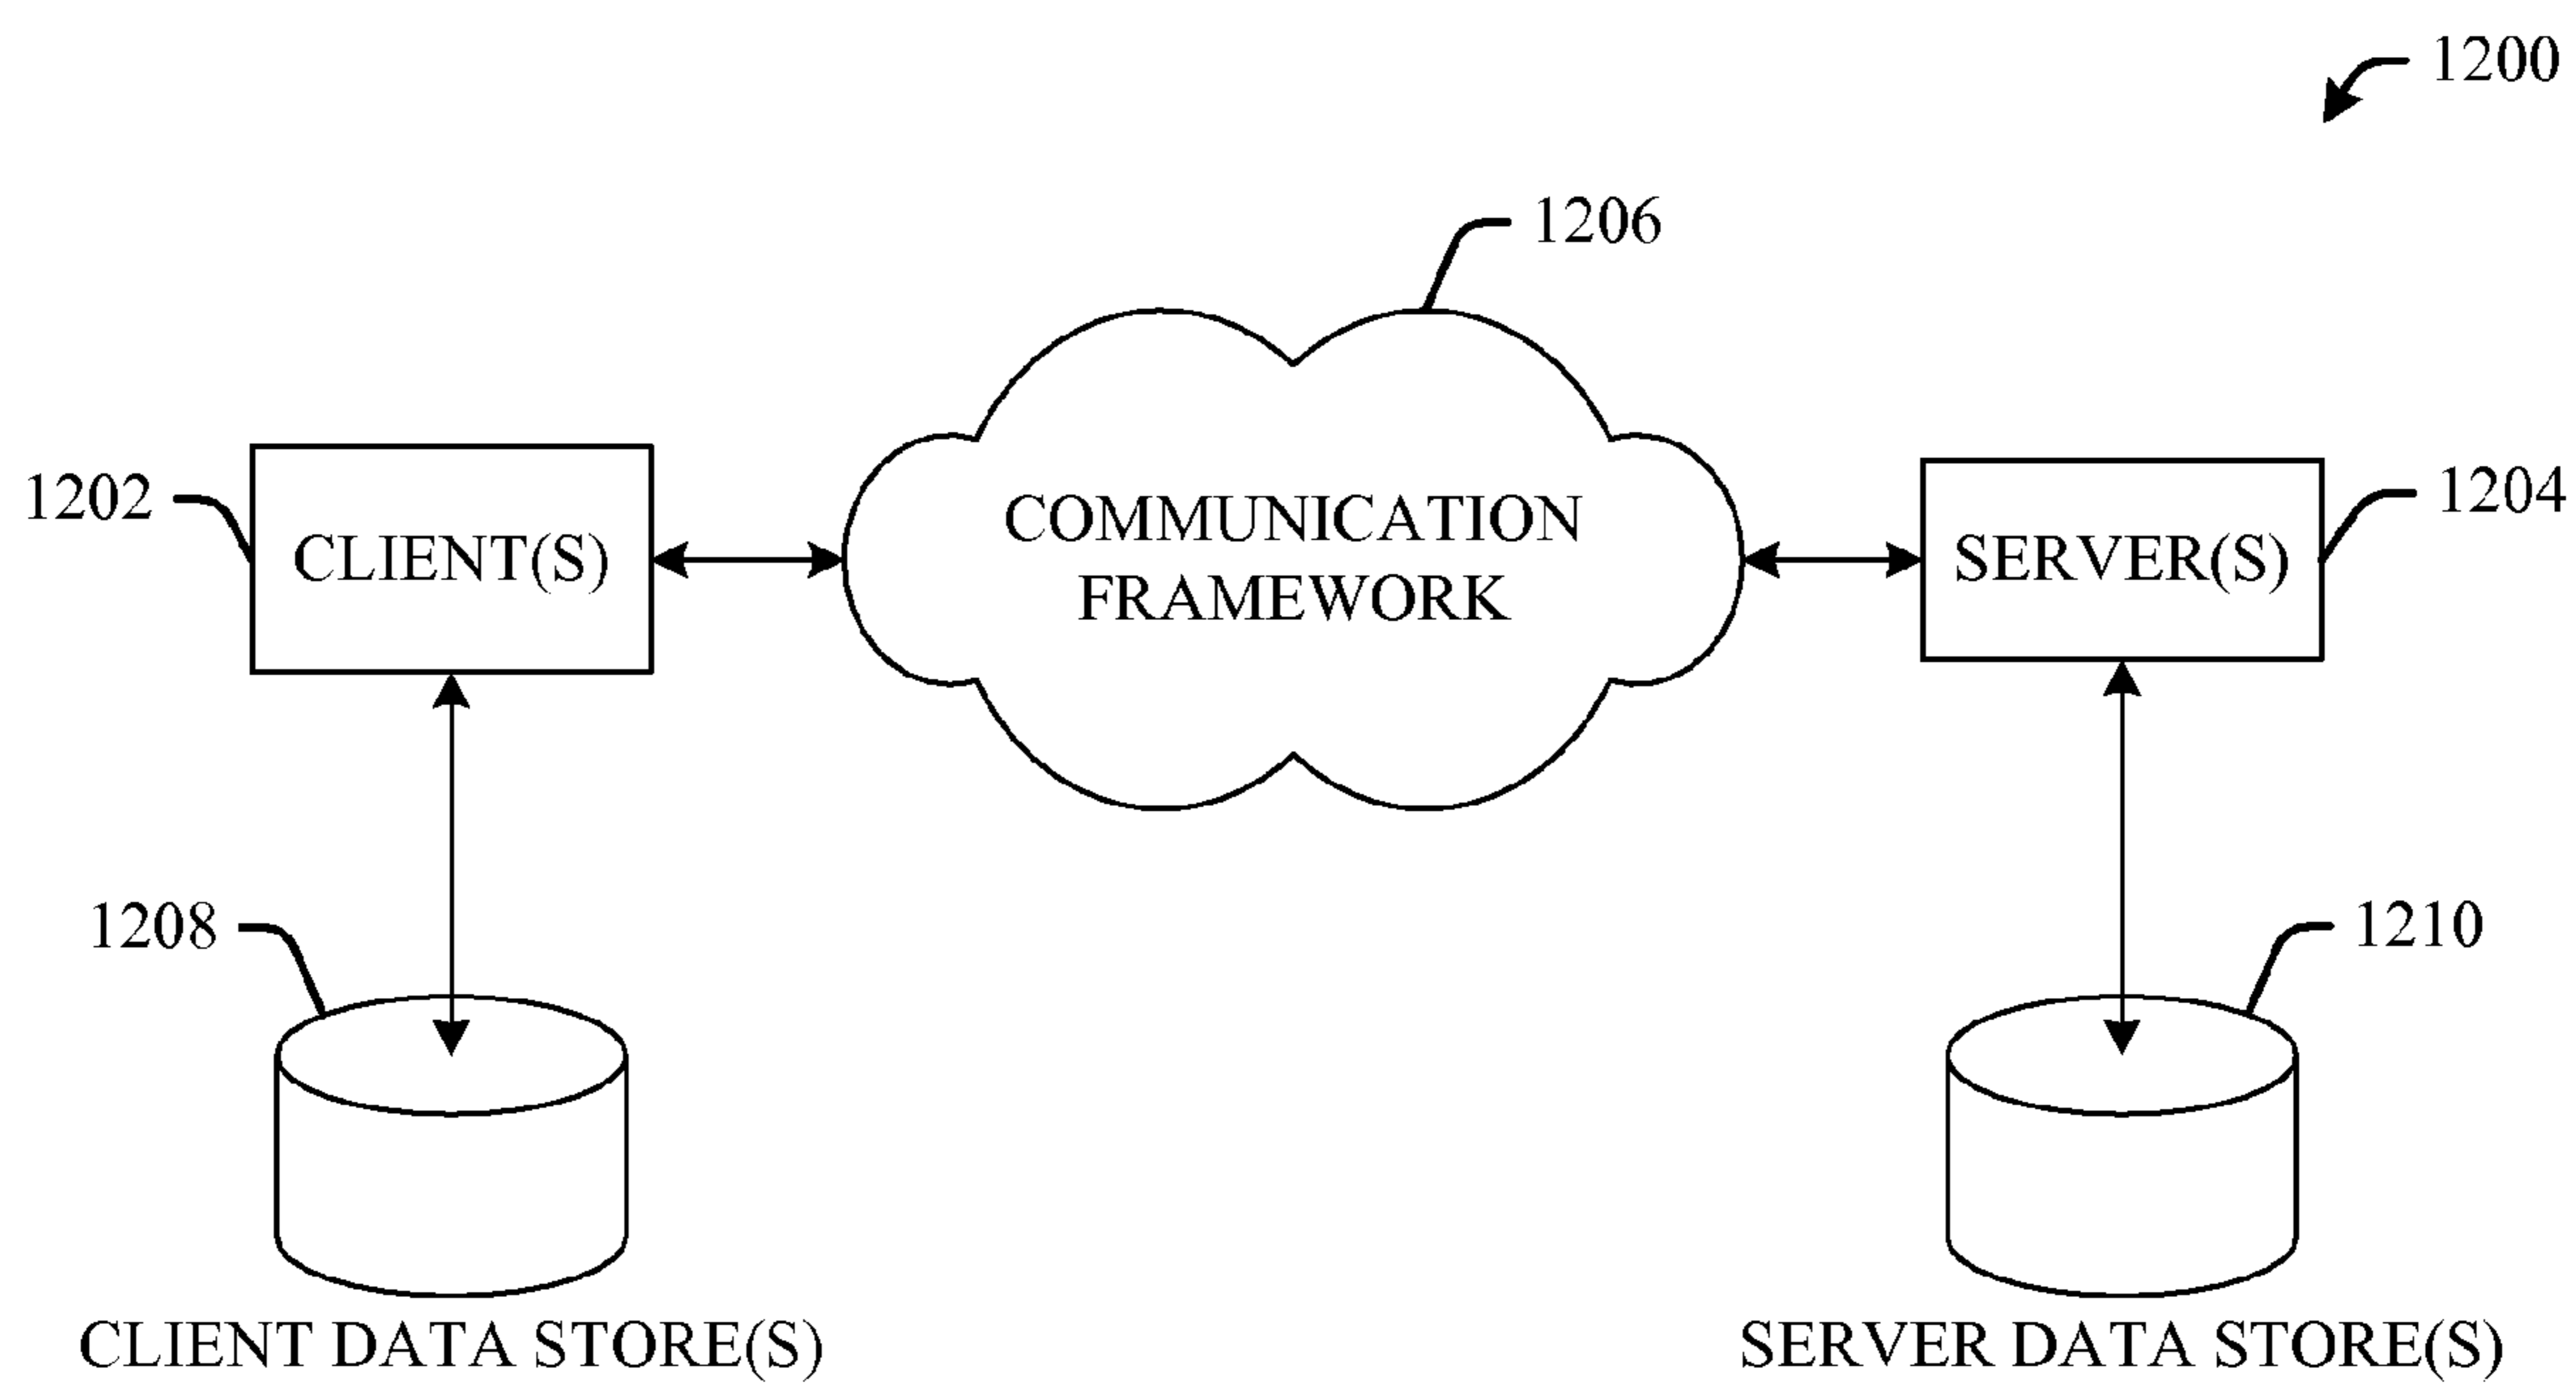 1200
1206
COMMUNICATION
FRAMEWORK
1202
CLIENT(S)
SERVER(S)
1204
1208
1210
CLIENT DATA STORE(S)
SERVER DATA STORE(S)